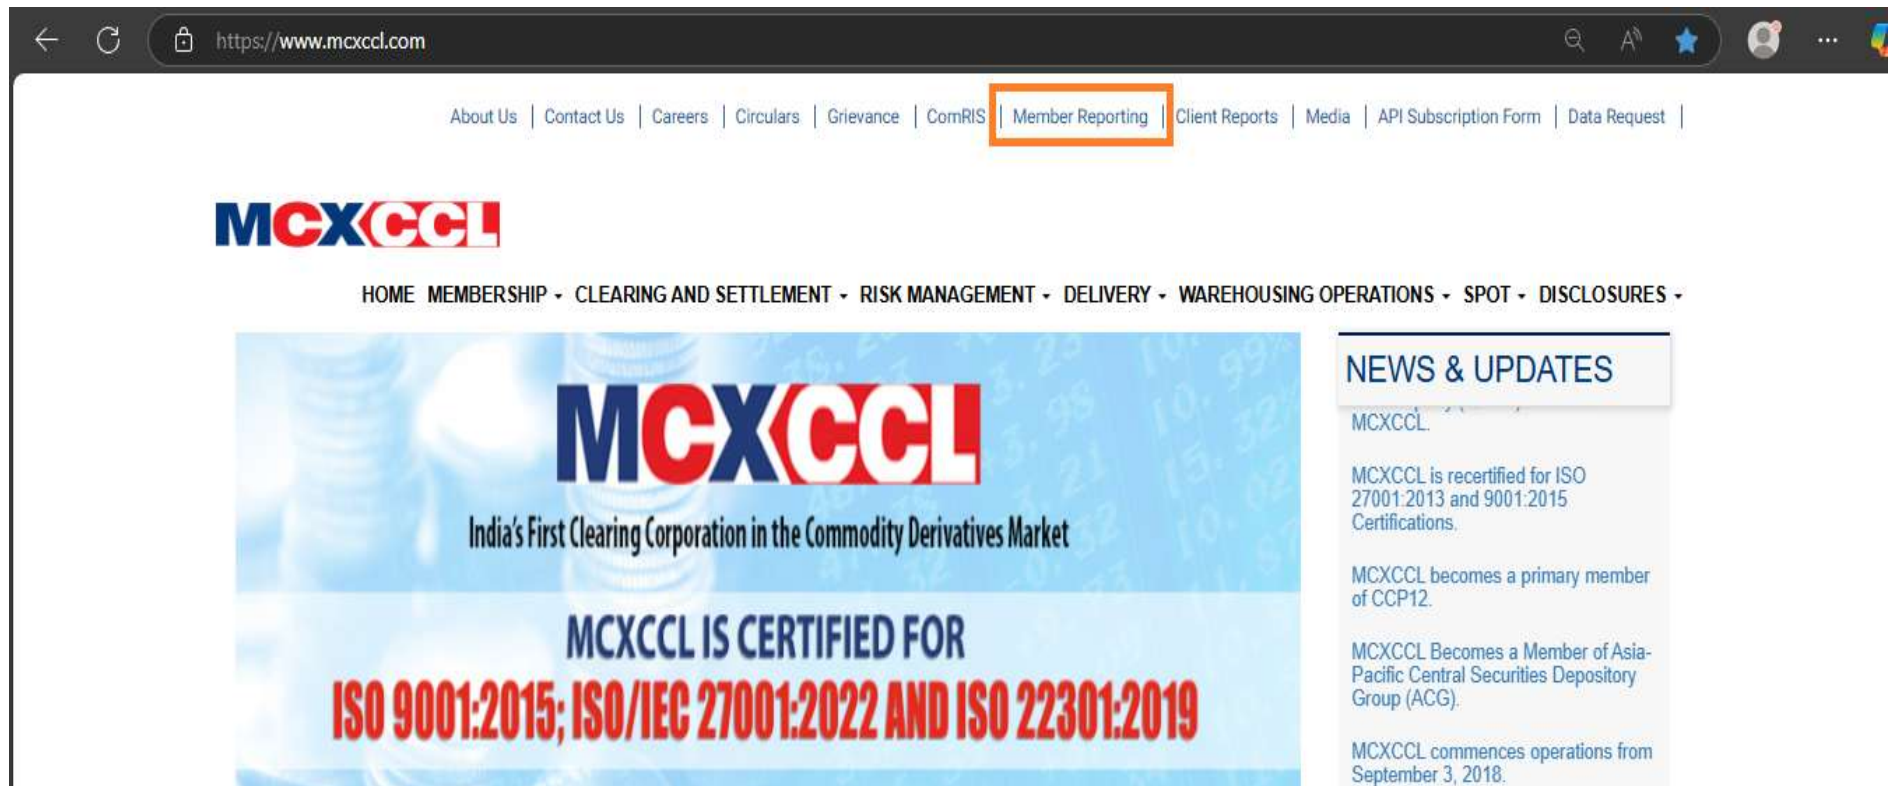 https://www.mcxccl.com
About Us | Contact Us | Careers | Circulars | Grievance | ComRIS | Member Reporting | Client Reports | Media | API Subscription Form | Data Request |
MCXCCL
HOME MEMBERSHIP CLEARING AND SETTLEMENT RISK MANAGEMENT DELIVERY WAREHOUSING OPERATIONS SPOT DISCLOSURES
MCXCCL
India's First Clearing Corporation in the Commodity Derivatives Market
MCXCCL IS CERTIFIED FOR
ISO 9001:2015; ISO/IEC 27001:2022 AND ISO 22301:2019
NEWS & UPDATES
MCXCCL.
MCXCCL is recertified for ISO
27001:2013 and 9001:2015
Certifications.
MCXCCL becomes a primary member
of CCP12.
MCXCCL Becomes a Member of Asia-
Pacific Central Securities Depository
Group (ACG).
MCXCCL commences operations from
September 3, 2018.